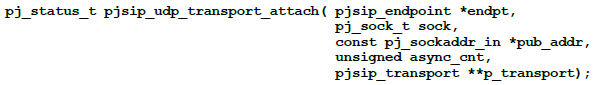 pj_status_t pjsip_udp_transport_attach( pjsip_endpoint *endpt,
pj_sock_t sock,
const pj_sockaddr_in *pub_addr,
unsigned async_cnt,
pjsip_transport **p_transport);